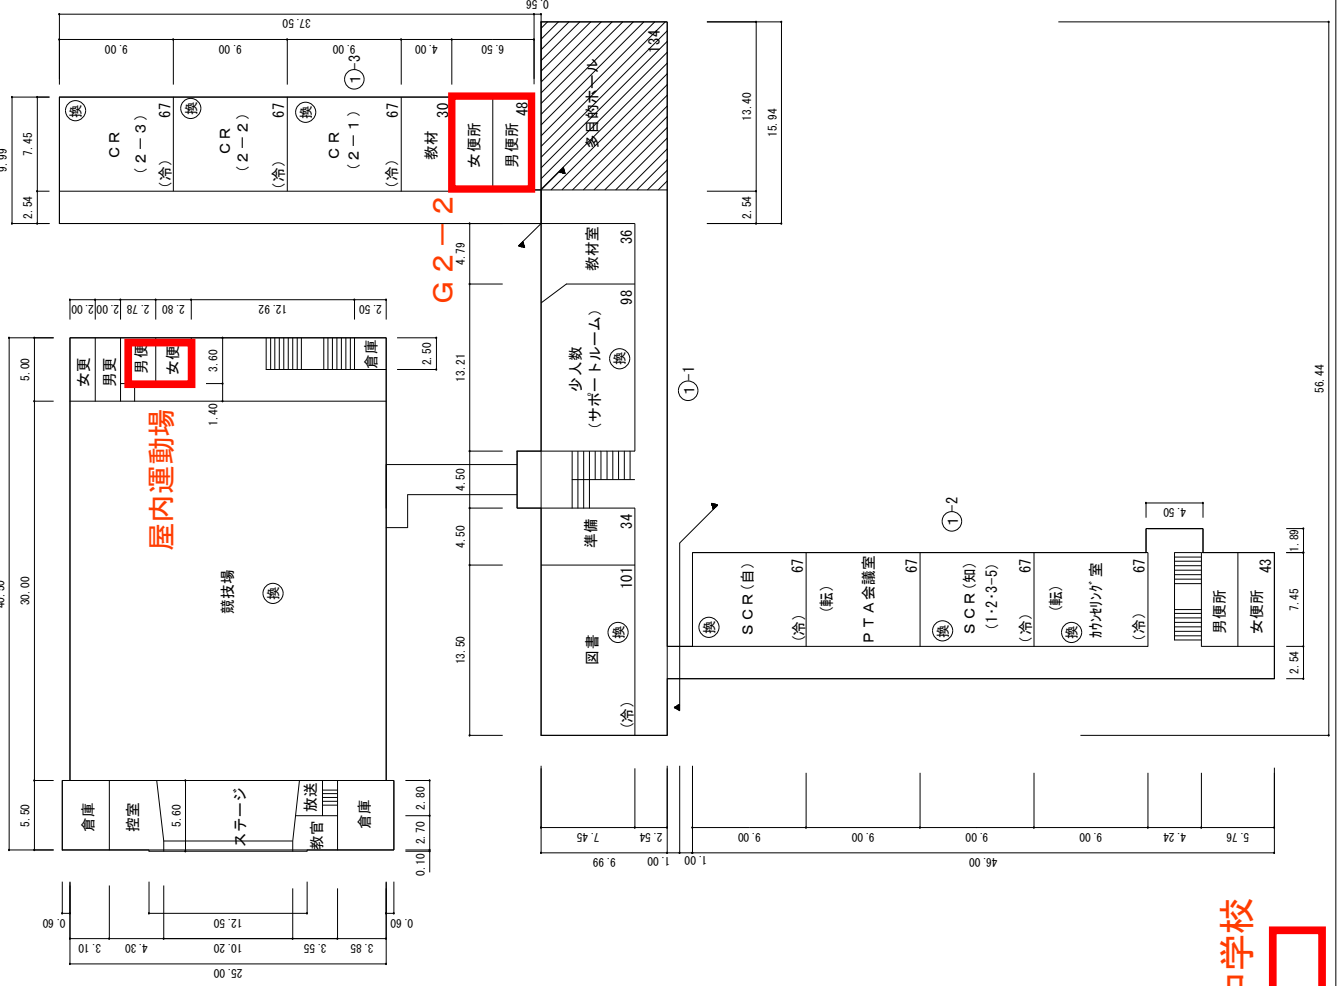 37.50
0.56
9.00
9.00
9.00
4.00
6.50
①-3
9.99
7.45
2.54
換
CR
(2-3)
67
(冷)
換
CR
(2-2)
67
(冷)
換
CR
(2-1)
67
(冷)
教材
30
女便所
男便所
48
多目的ホール
134
13.40
15.94
2.54
G2-2
4.79
教材室
36
13.21
少人数
(サポートルーム)
98
換
①-1
56.44
2.00
2.00
2.78
2.80
12.92
2.50
5.00
女更
男更
男便
女便
3.60
1.40
倉庫
2.50
屋内運動場
30.00
競技場
換
4.50
4.50
準備
34
13.50
図書
101
換
(冷)
①-2
4.50
1.89
7.45
2.54
換
SCR(自)
67
(冷)
(転)
PTA会議室
67
換
SCR(知)
(1・2・3-5)
67
(冷)
(転)
換
カウンセリング室
67
(冷)
男便所
女便所
43
5.50
倉庫
控室
5.60
ステージ
放送
教官
倉庫
2.80
2.70
0.10
0.60
12.50
0.60
3.10
4.30
10.20
3.55
3.85
25.00
7.45
2.54
9.99
1.00
1.00
9.00
9.00
9.00
9.00
4.24
5.76
46.00
学校